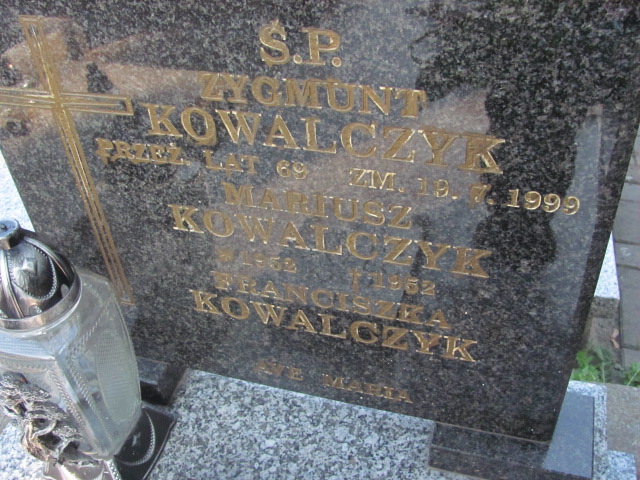 Ś.P.
ZYGMUNT
KOWALCZYK
PRZEŻ. LAT 69 ZM. 19. 7. 1999
MARIUSZ
KOWALCZYK
* 1952 † 1952
FRANCISZKA
KOWALCZYK
AVE MARIA